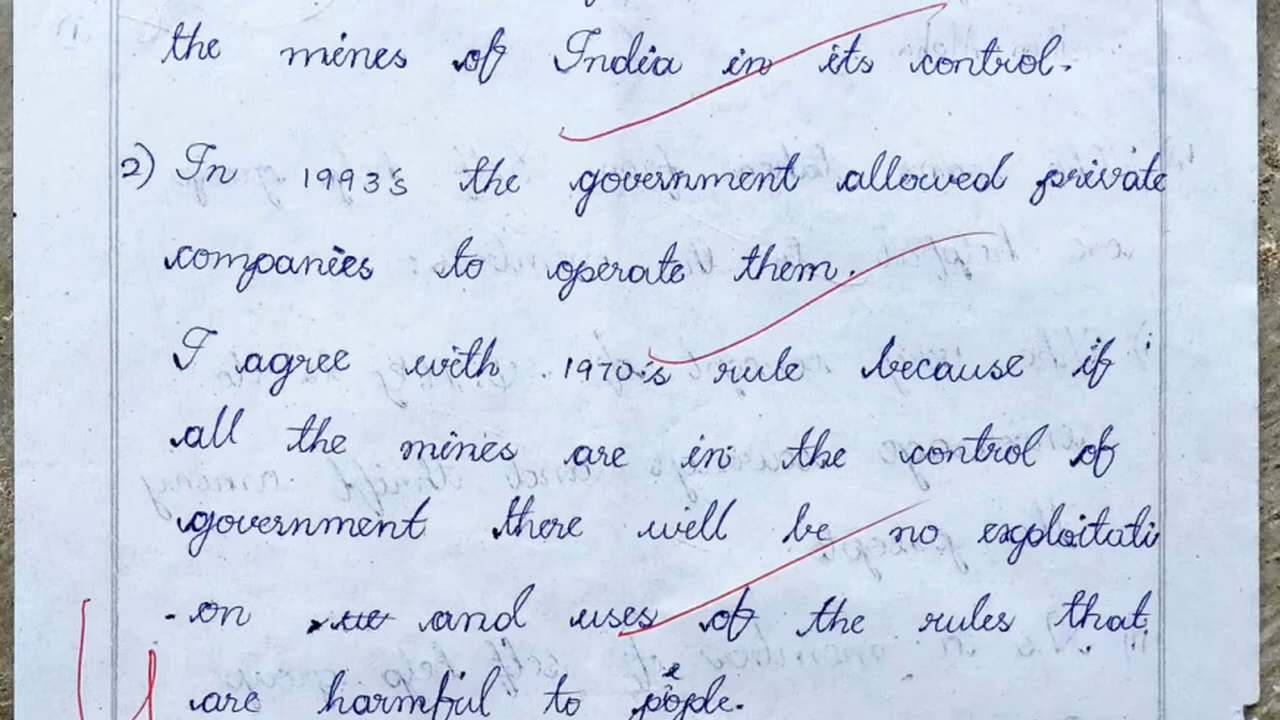 the mines of India in its control.
2) In 1993's the government allowed private
companies to operate them.
I agree with 1970's rule because if
all the mines are in the control of
government there will be no exploitati
-on and uses of the rules that
are harmful to people.